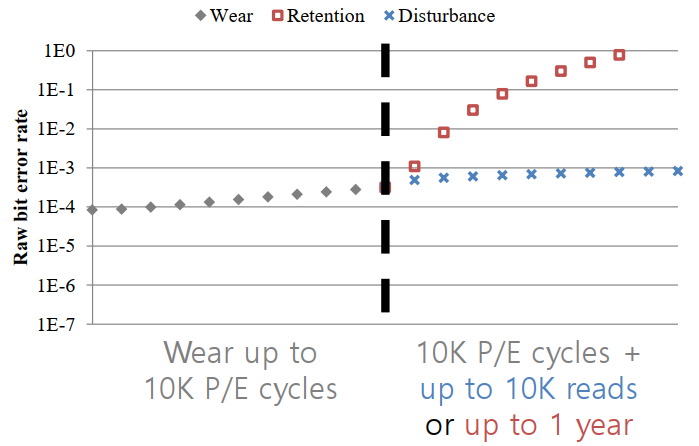 Wear Retention Disturbance
Raw bit error rate
1E0
1E-1
1E-2
1E-3
1E-4
1E-5
1E-6
1E-7
Wear up to
10K P/E cycles
10K P/E cycles +
up to 10K reads
or up to 1 year